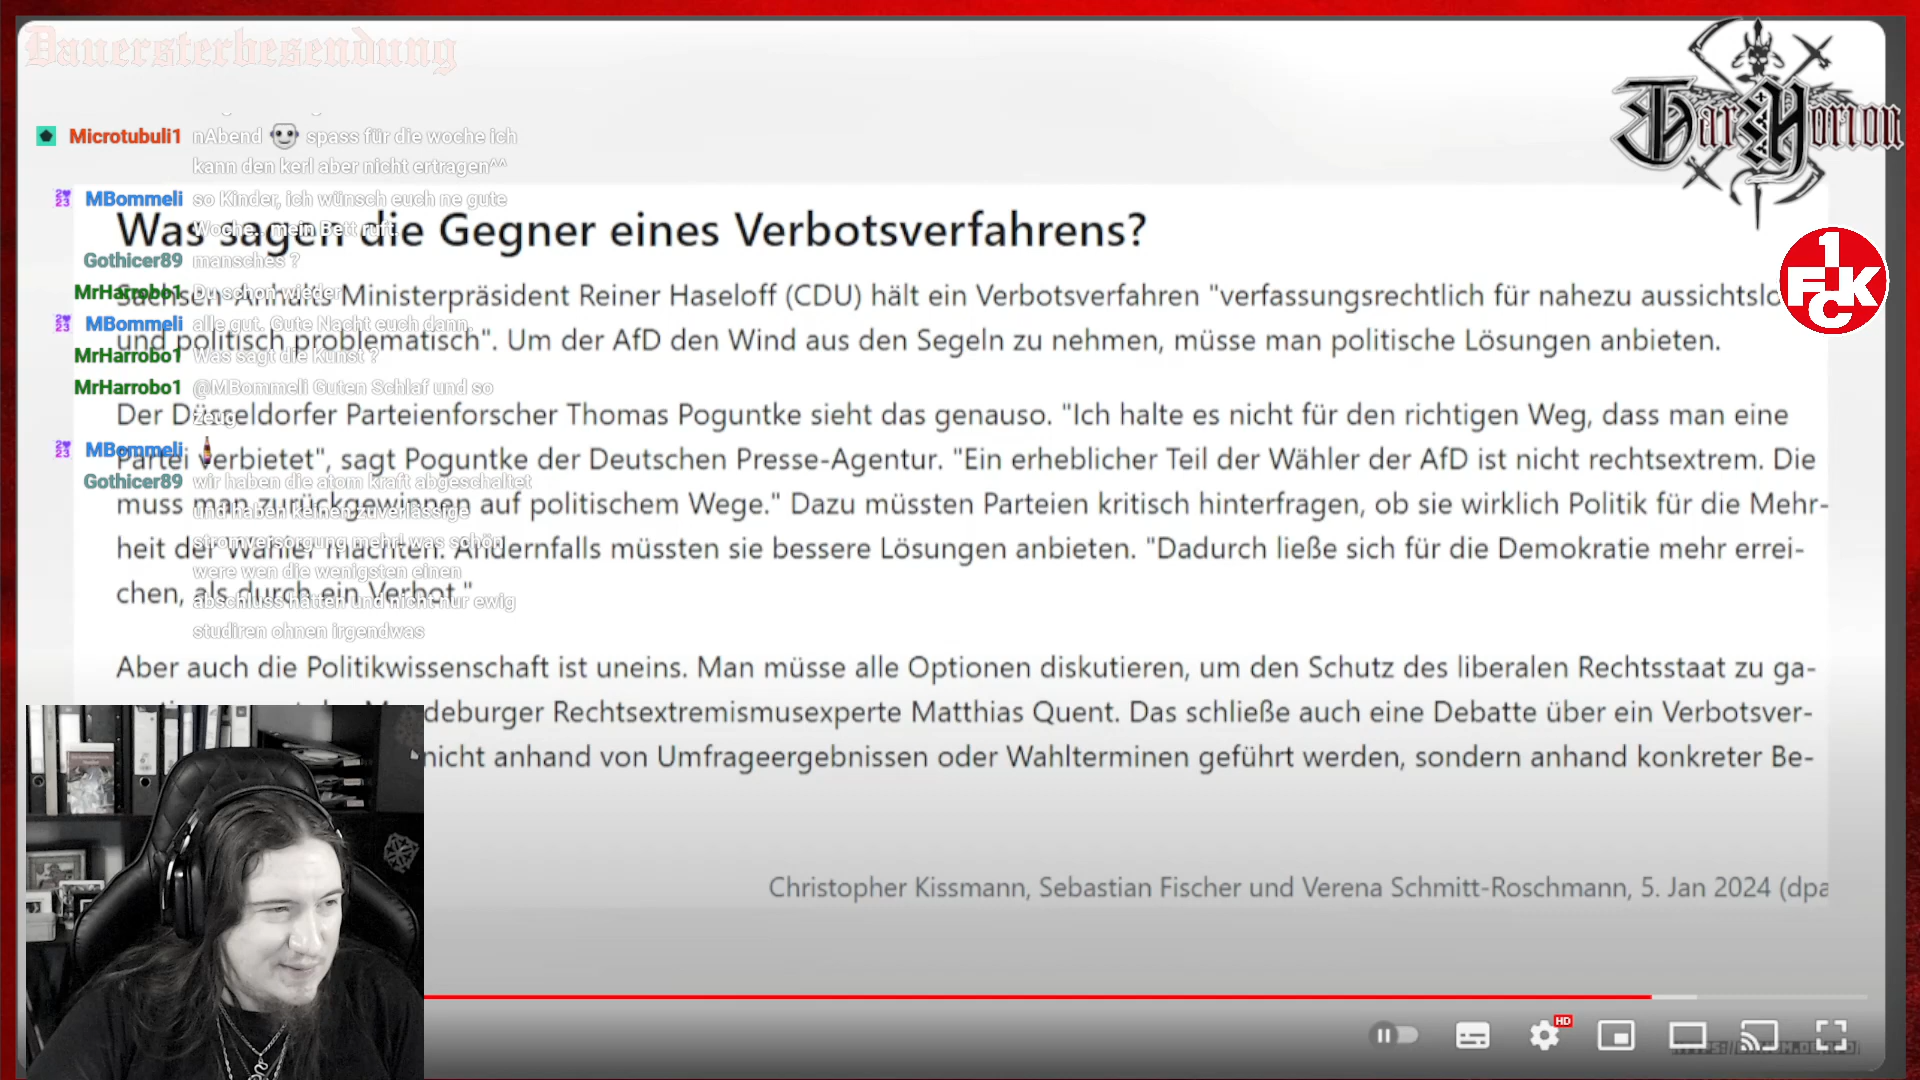 Dauersterbesendung
DarkHorion
Microtubuli1 nAbend spass für die woche ich
kann den kerl aber nicht ertragen^^
MBommeli so Kinder, ich wünsch euch ne gute
Woche.. mein Bett ruft.
Gothicer89 mansches ?
MrHarrobo1 Du schon wieder
MBommeli alle gut. Gute Nacht euch dann.
MrHarrobo1 Was sagt die Kunst ?
MrHarrobo1 @MBommeli Guten Schlaf und so
zeug
MBommeli
Gothicer89 wir haben die atom kraft abgeschaltet
und haben keinen zuverlässige
stromversorgung mehr! was schön
were wen die wenigsten einen
abschluss hätten und nicht nur ewig
studiren ohnen irgendwas
1
FCK
Was sagen die Gegner eines Verbotsverfahrens?
Sachsen-Anhalts Ministerpräsident Reiner Haseloff (CDU) hält ein Verbotsverfahren "verfassungsrechtlich für nahezu aussichtslo
und politisch problematisch". Um der AfD den Wind aus den Segeln zu nehmen, müsse man politische Lösungen anbieten.
Der Düsseldorfer Parteienforscher Thomas Poguntke sieht das genauso. "Ich halte es nicht für den richtigen Weg, dass man eine
Partei verbietet", sagt Poguntke der Deutschen Presse-Agentur. "Ein erheblicher Teil der Wähler der AfD ist nicht rechtsextrem. Die
muss man zurückgewinnen auf politischem Wege." Dazu müssten Parteien kritisch hinterfragen, ob sie wirklich Politik für die Mehr-
heit der Wähler machten. Andernfalls müssten sie bessere Lösungen anbieten. "Dadurch ließe sich für die Demokratie mehr errei-
chen, als durch ein Verbot."
Aber auch die Politikwissenschaft ist uneins. Man müsse alle Optionen diskutieren, um den Schutz des liberalen Rechtsstaat zu ga-
deburger Rechtsextremismusexperte Matthias Quent. Das schließe auch eine Debatte über ein Verbotsver-
nicht anhand von Umfrageergebnissen oder Wahlterminen geführt werden, sondern anhand konkreter Be-
Christopher Kissmann, Sebastian Fischer und Verena Schmitt-Roschmann, 5. Jan 2024 (dpa
HD